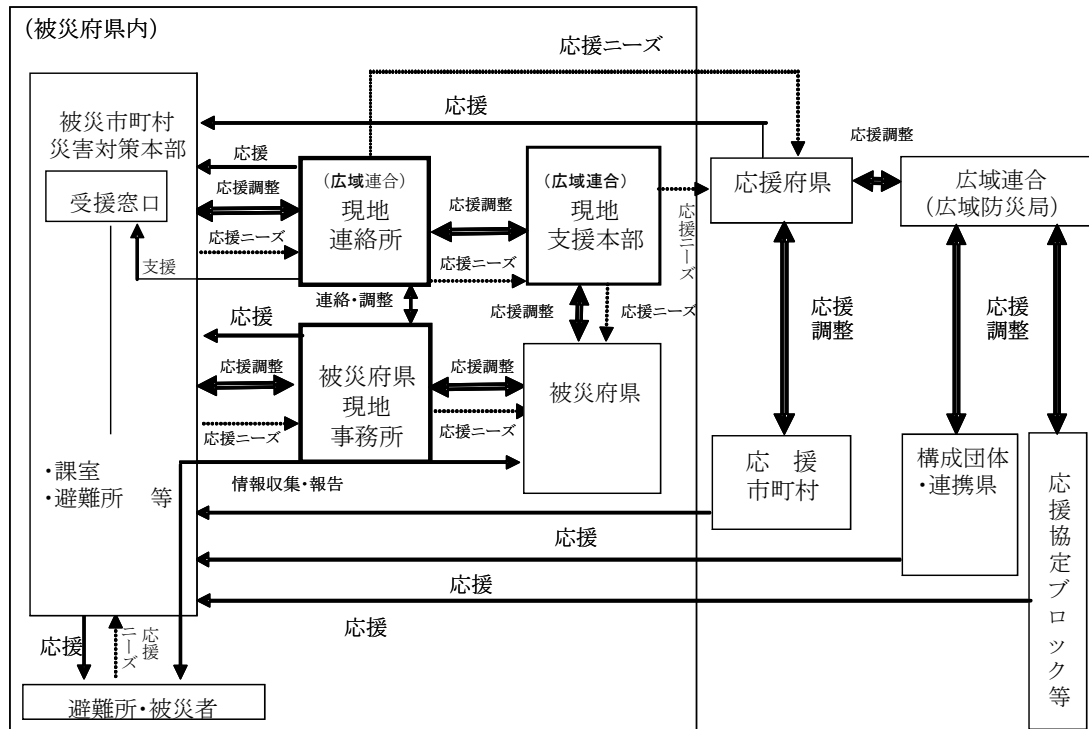 (被災府県内)
応援ニーズ
応援
被災市町村
災害対策本部
受援窓口
・課室
・避難所　等
応援
応援調整
応援ニーズ
支援
(広域連合)
現地
連絡所
応援調整
応援ニーズ
(広域連合)
現地
支援本部
応援ニーズ
応援府県
応援調整
広域連合
(広域防災局)
連絡・調整
応援調整
応援ニーズ
応援
応援調整
応援ニーズ
被災府県
現地
事務所
応援調整
応援ニーズ
被災府県
情報収集・報告
応援
調整
応援
調整
応　援
市町村
構成団体
・連携県
応援協定ブロック等
応援
応援
応援
応援
応援
ニーズ
避難所・被災者